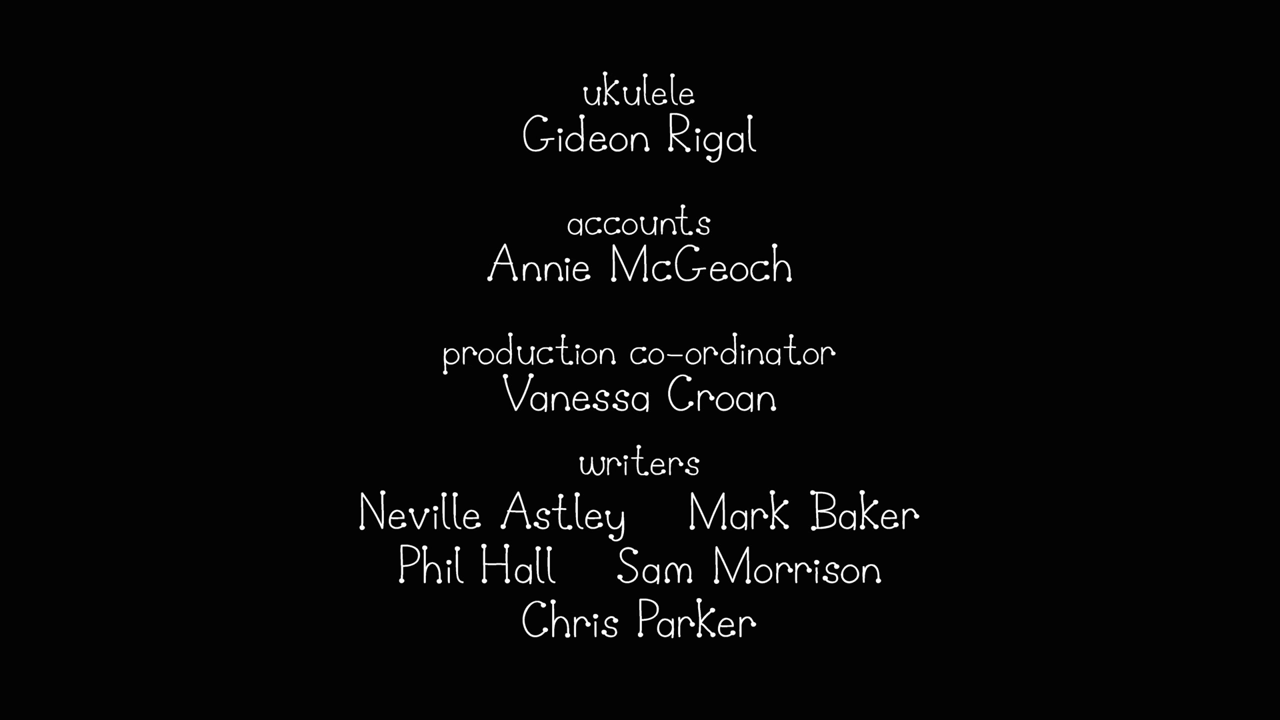 ukulele
Gideon Rigal
accounts
Annie McGeoch
production co-ordinator
Vanessa Croan
writers
Neville Astley Mark Baker
Phil Hall Sam Morrison
Chris Parker